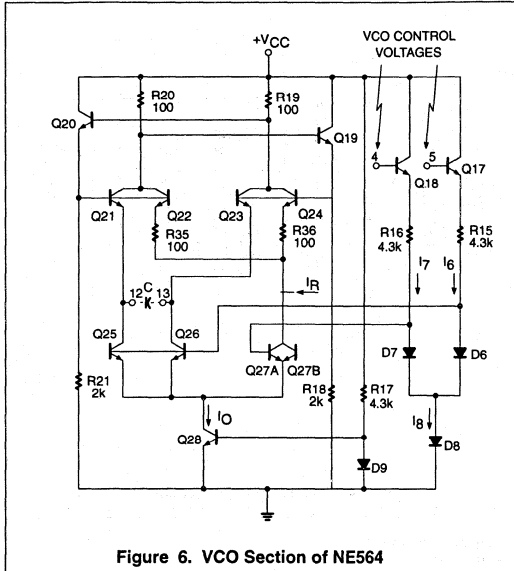 VCO CONTROL
VOLTAGES
+VCC
R20
100
R19
100
Q20
Q19
4
5
Q18
Q17
Q21
Q22
Q23
Q24
R35
100
R36
100
R16
4.3k
R15
4.3k
IR
I7
I6
12
C
13
Q25
Q26
Q27A
Q27B
D7
D6
R21
2k
R18
2k
R17
4.3k
IO
Q28
I8
D9
D8
Figure 6. VCO Section of NE564